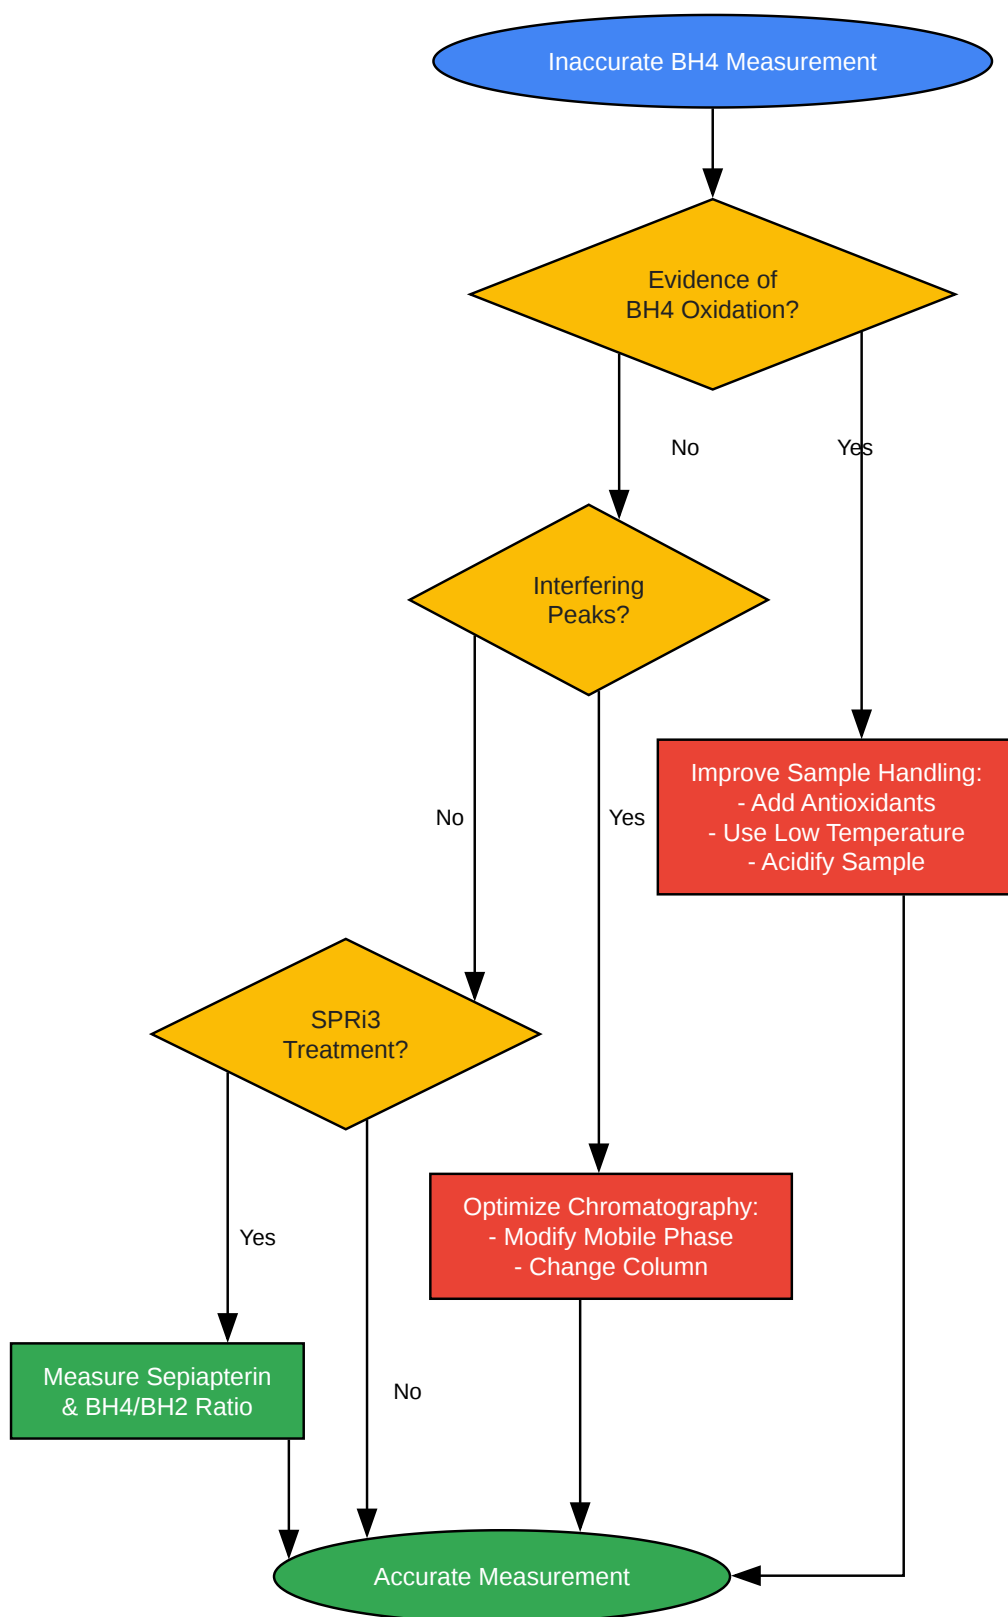 Inaccurate BH4 Measurement
Evidence of
BH4 Oxidation?
No
Yes
Interfering
Peaks?
Improve Sample Handling:
- Add Antioxidants
- Use Low Temperature
- Acidify Sample
No
Yes
SPRi3
Treatment?
Optimize Chromatography:
- Modify Mobile Phase
- Change Column
Yes
Measure Sepiapterin
& BH4/BH2 Ratio
No
Accurate Measurement